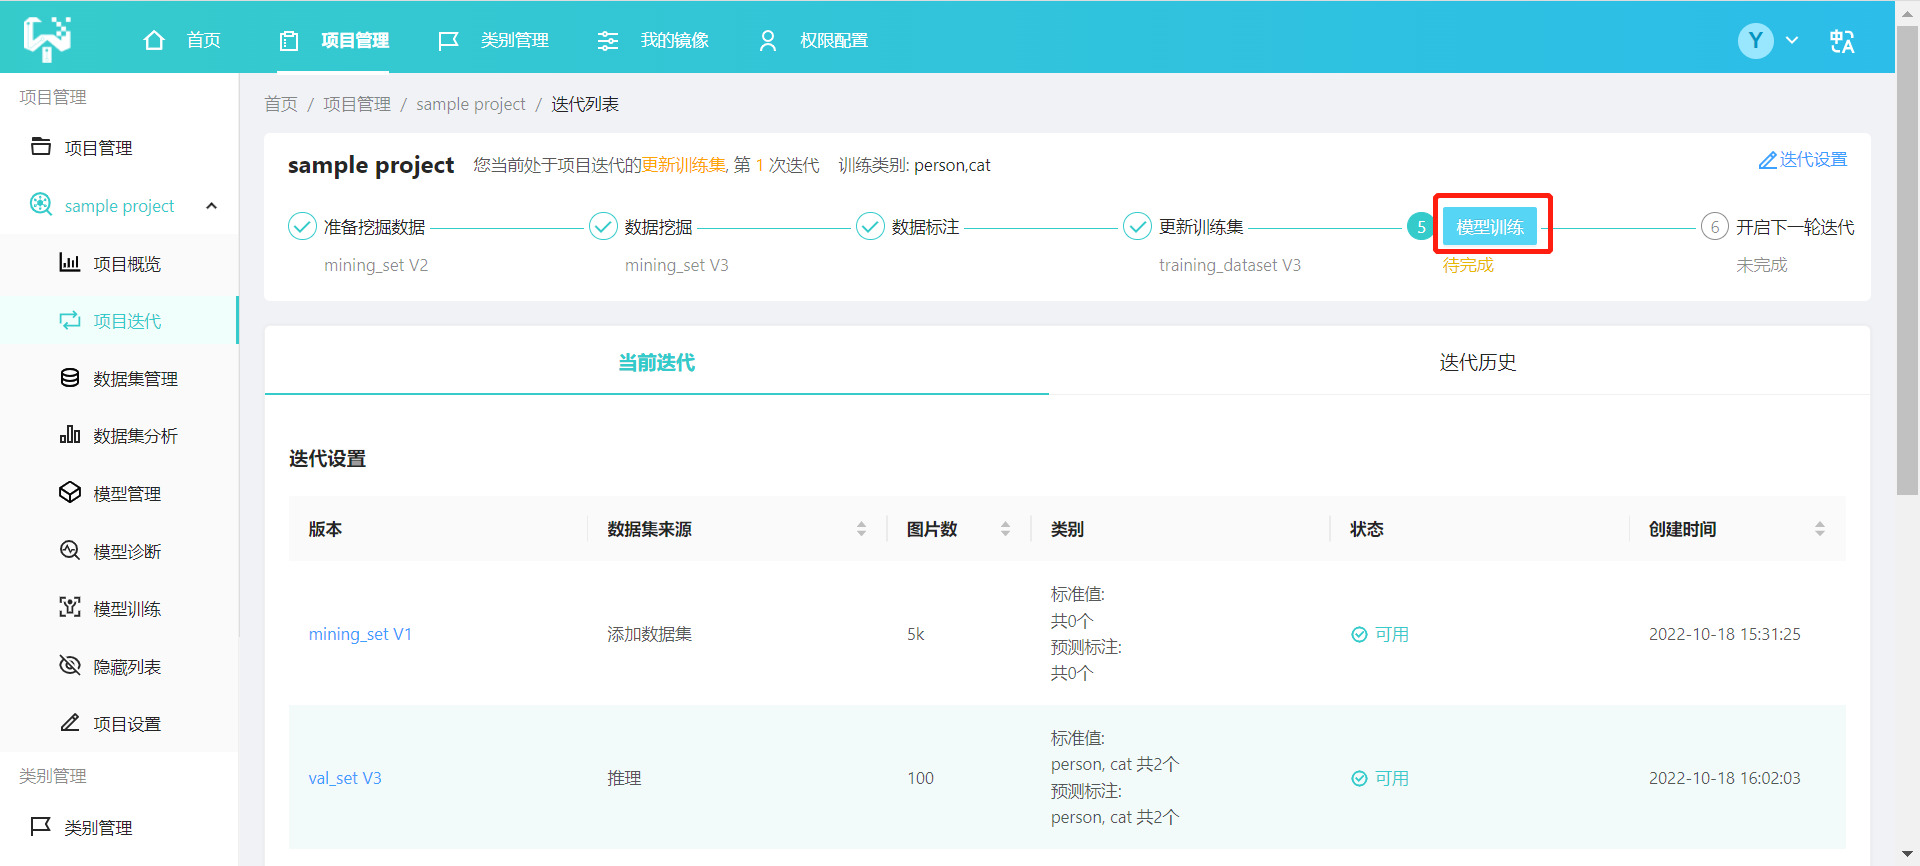 首页
项目管理
类别管理
我的镜像
权限配置
Y
中A
项目管理
项目管理
sample project
项目概览
项目迭代
数据集管理
数据集分析
模型管理
模型诊断
模型训练
隐藏列表
项目设置
类别管理
类别管理
首页 / 项目管理 / sample project / 迭代列表
sample project 您当前处于项目迭代的更新训练集, 第 1 次迭代 训练类别: person,cat
迭代设置
准备挖掘数据
mining_set V2
数据挖掘
mining_set V3
数据标注
更新训练集
training_dataset V3
5 模型训练
待完成
6 开启下一轮迭代
未完成
当前迭代
迭代历史
迭代设置
版本 数据集来源 图片数 类别 状态 创建时间
mining_set V1 添加数据集 5k
标准值:
共0个
预测标注:
共0个
可用 2022-10-18 15:31:25
val_set V3 推理 100
标准值:
person, cat 共2个
预测标注:
person, cat 共2个
可用 2022-10-18 16:02:03